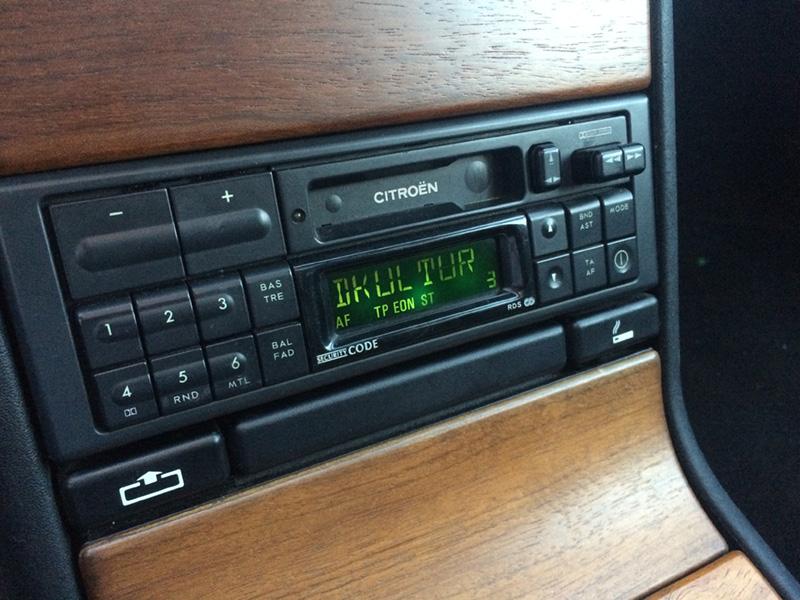 CITROËN
− +
BND
AST
MODE
DKULTUR
3
AF TP EON ST
TA
AF
RDS
SECURITY CODE
1 2 3
BAS
TRE
4 5 6
RND
MTL
BAL
FAD